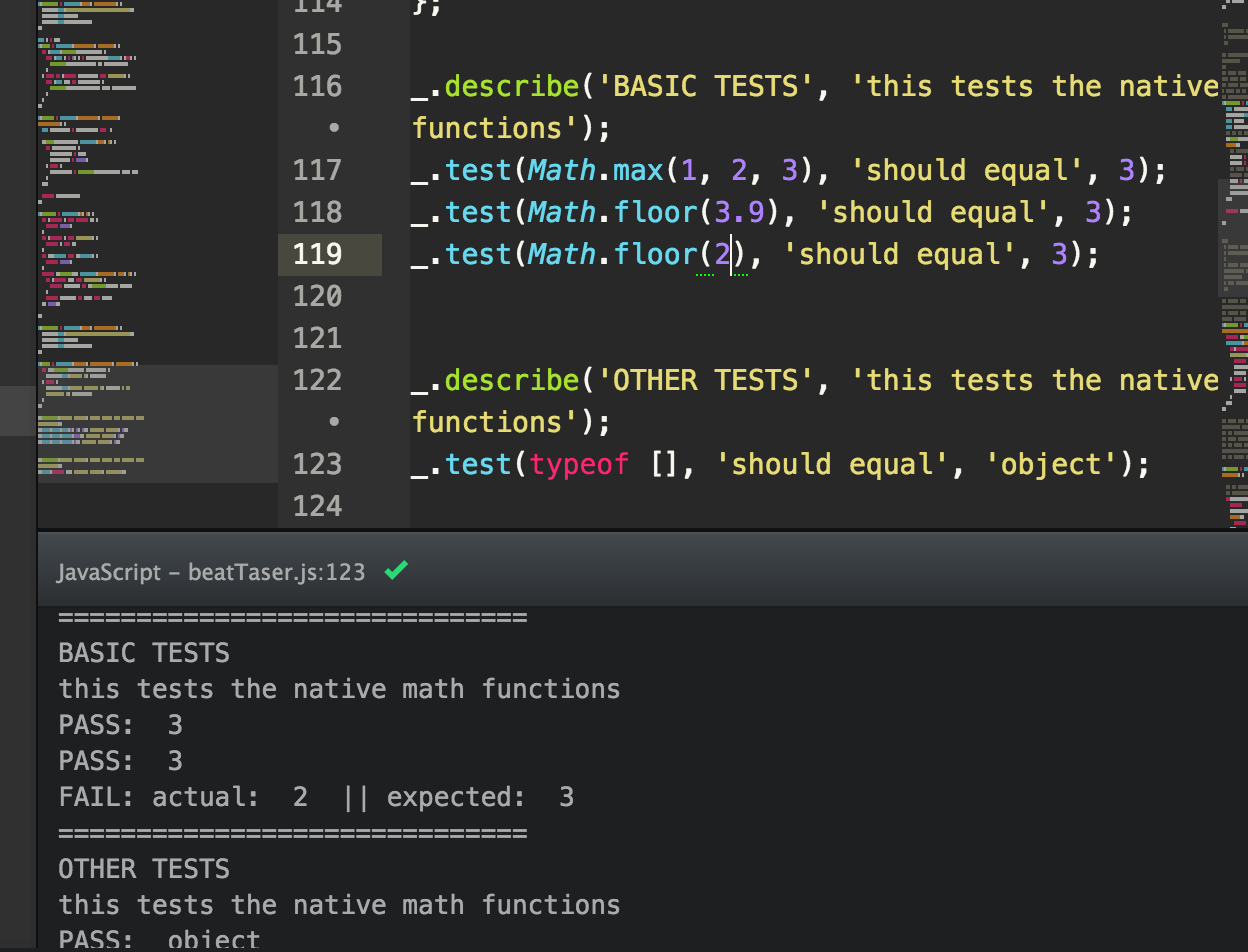 114 };
115
116 _.describe('BASIC TESTS', 'this tests the native
• functions');
117 _.test(Math.max(1, 2, 3), 'should equal', 3);
118 _.test(Math.floor(3.9), 'should equal', 3);
119 _.test(Math.floor(2), 'should equal', 3);
120
121
122 _.describe('OTHER TESTS', 'this tests the native
• functions');
123 _.test(typeof [], 'should equal', 'object');
124
JavaScript – beatTaser.js:123 ✔
==============================
BASIC TESTS
this tests the native math functions
PASS:  3
PASS:  3
FAIL: actual:  2  || expected:  3
==============================
OTHER TESTS
this tests the native math functions
PASS:  object